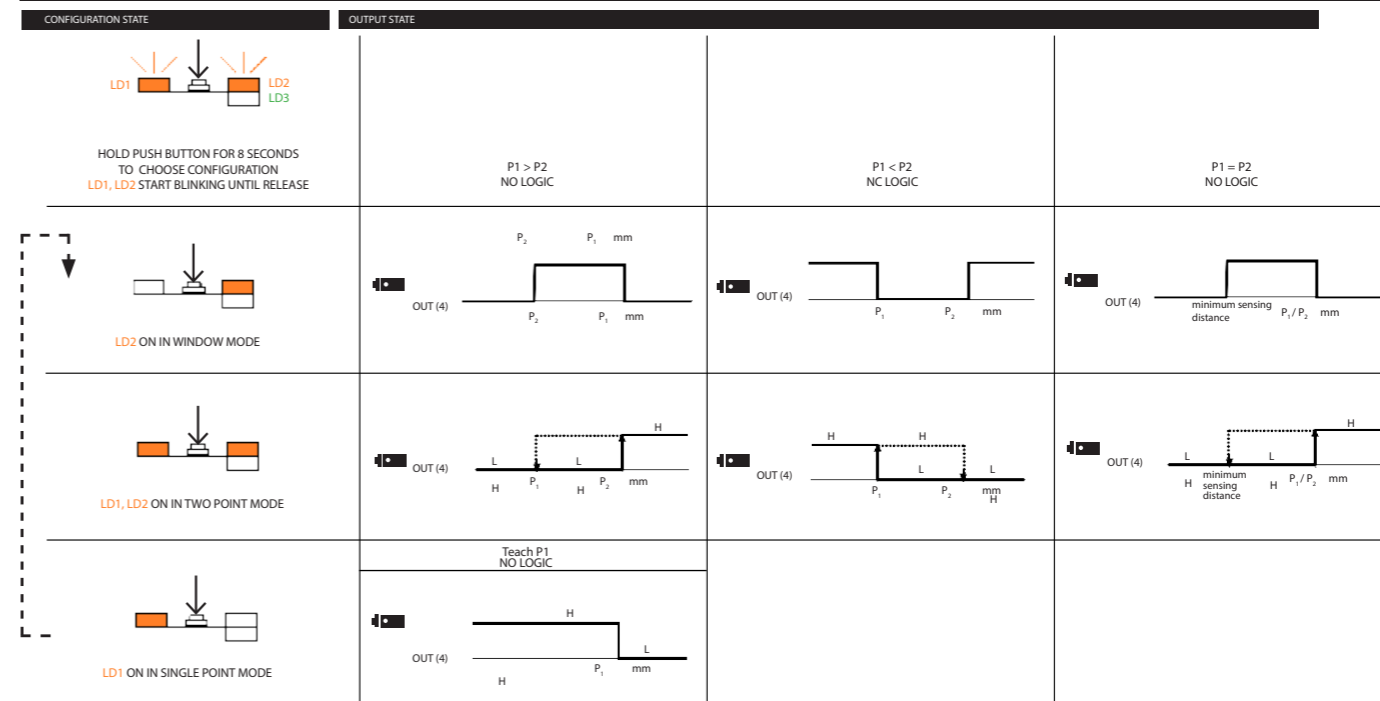 CONFIGURATION STATE
OUTPUT STATE
LD1
LD2
LD3
HOLD PUSH BUTTON FOR 8 SECONDS
TO CHOOSE CONFIGURATION
LD1, LD2 START BLINKING UNTIL RELEASE
P1 > P2
NO LOGIC
P1 < P2
NC LOGIC
P1 = P2
NO LOGIC
LD2 ON IN WINDOW MODE
P2 P1 mm
OUT (4)
P2 P1 mm
OUT (4)
P1 P2 mm
OUT (4)
minimum sensing
distance
P1/ P2 mm
LD1, LD2 ON IN TWO POINT MODE
H
OUT (4)
L L
H P1 H P2 mm
H H
OUT (4)
L L
P1 P2 mm
H
H
OUT (4)
L L
H minimum
sensing
distance
H P1/ P2 mm
Teach P1
NO LOGIC
LD1 ON IN SINGLE POINT MODE
H
OUT (4)
L
P1 mm
H